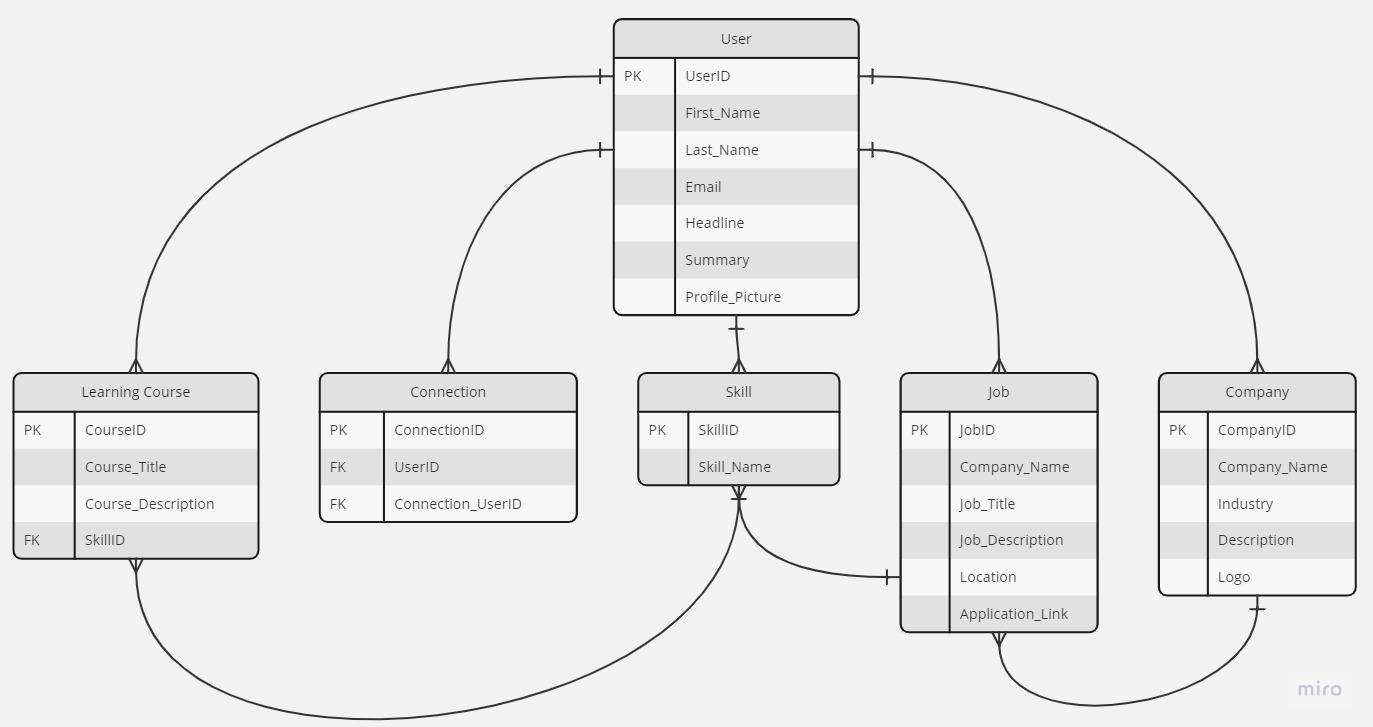 User
PK UserID
First_Name
Last_Name
Email
Headline
Summary
Profile_Picture
Learning Course
PK CourseID
Course_Title
Course_Description
FK SkillID
Connection
PK ConnectionID
FK UserID
FK Connection_UserID
Skill
PK SkillID
Skill_Name
Job
PK JobID
Company_Name
Job_Title
Job_Description
Location
Application_Link
Company
PK CompanyID
Company_Name
Industry
Description
Logo
miro